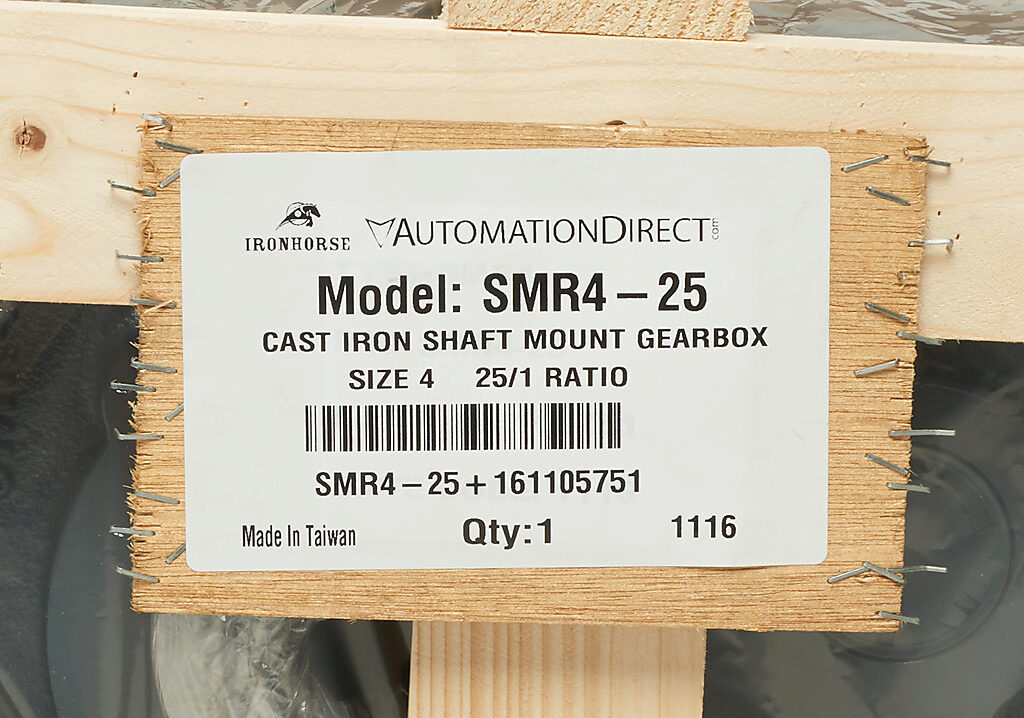 IRONHORSE AUTOMATIONDIRECT.com
Model: SMR4 – 25
CAST IRON SHAFT MOUNT GEARBOX
SIZE 4 25/1 RATIO
SMR4 – 25 + 161105751
Made In Taiwan Qty: 1 1116